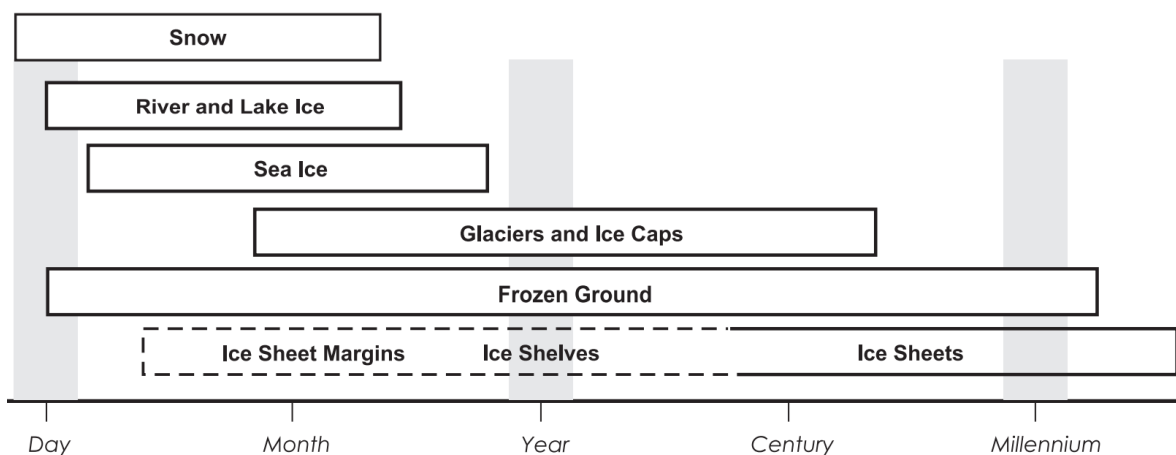 Snow
River and Lake Ice
Sea Ice
Glaciers and Ice Caps
Frozen Ground
Ice Sheet Margins Ice Shelves Ice Sheets
Day Month Year Century Millennium